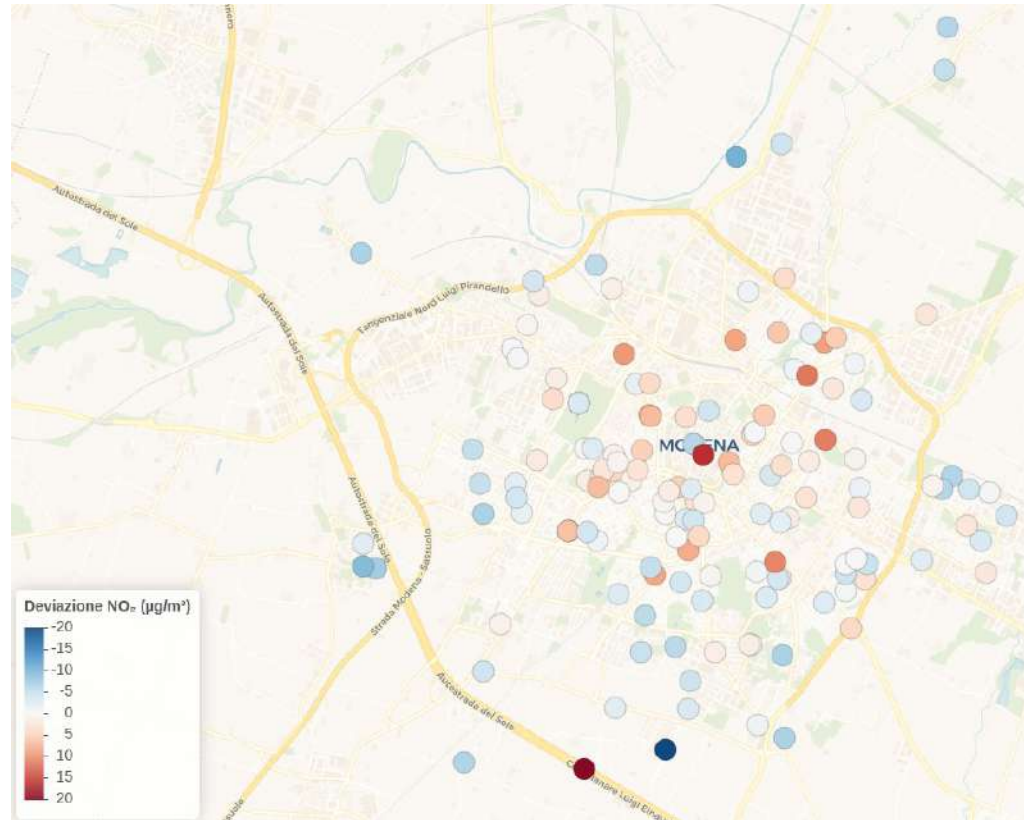 Autostrada del Sole
Tangenziale Nord Luigi Pirandello
Autostrada del Sole
MODENA
Autostrada del Sole
Strada Modena - Sassuolo
Autostrada del Sole
Deviazione NO₂ (µg/m³)
-20
-15
-10
-5
0
5
10
15
20